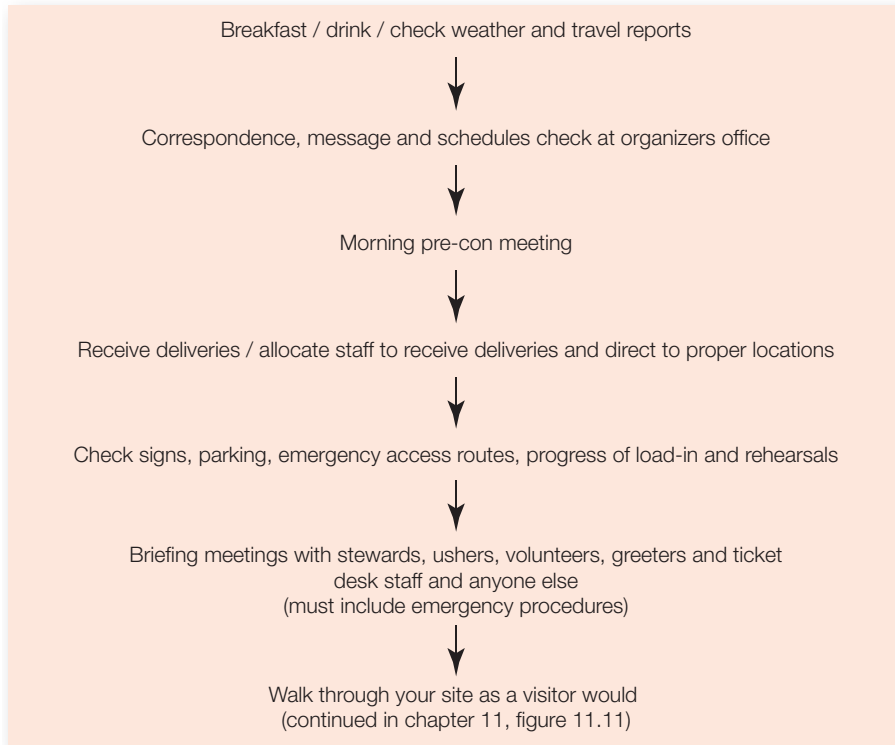 Breakfast / drink / check weather and travel reports
Correspondence, message and schedules check at organizers office
Morning pre-con meeting
Receive deliveries / allocate staff to receive deliveries and direct to proper locations
Check signs, parking, emergency access routes, progress of load-in and rehearsals
Briefing meetings with stewards, ushers, volunteers, greeters and ticket
desk staff and anyone else
(must include emergency procedures)
Walk through your site as a visitor would
(continued in chapter 11, figure 11.11)